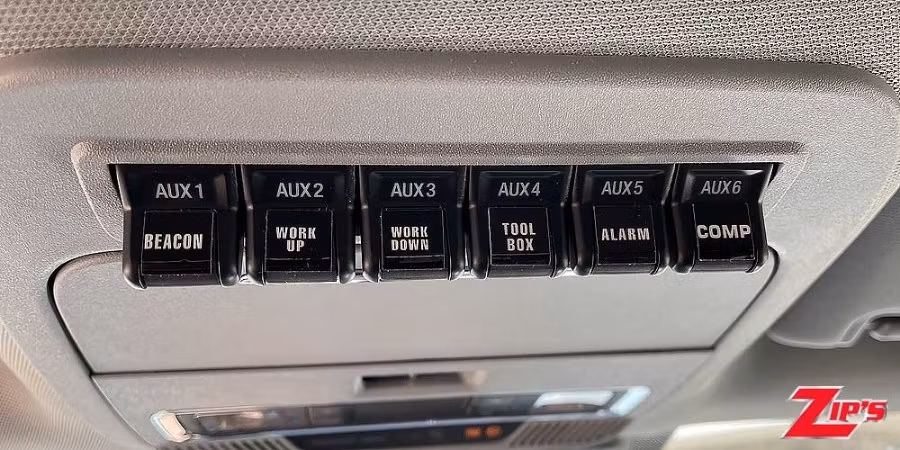 AUX1 AUX2 AUX3 AUX4 AUX5 AUX6
BEACON
WORK
UP
WORK
DOWN
TOOL
BOX
ALARM
COMP
ZIP'S